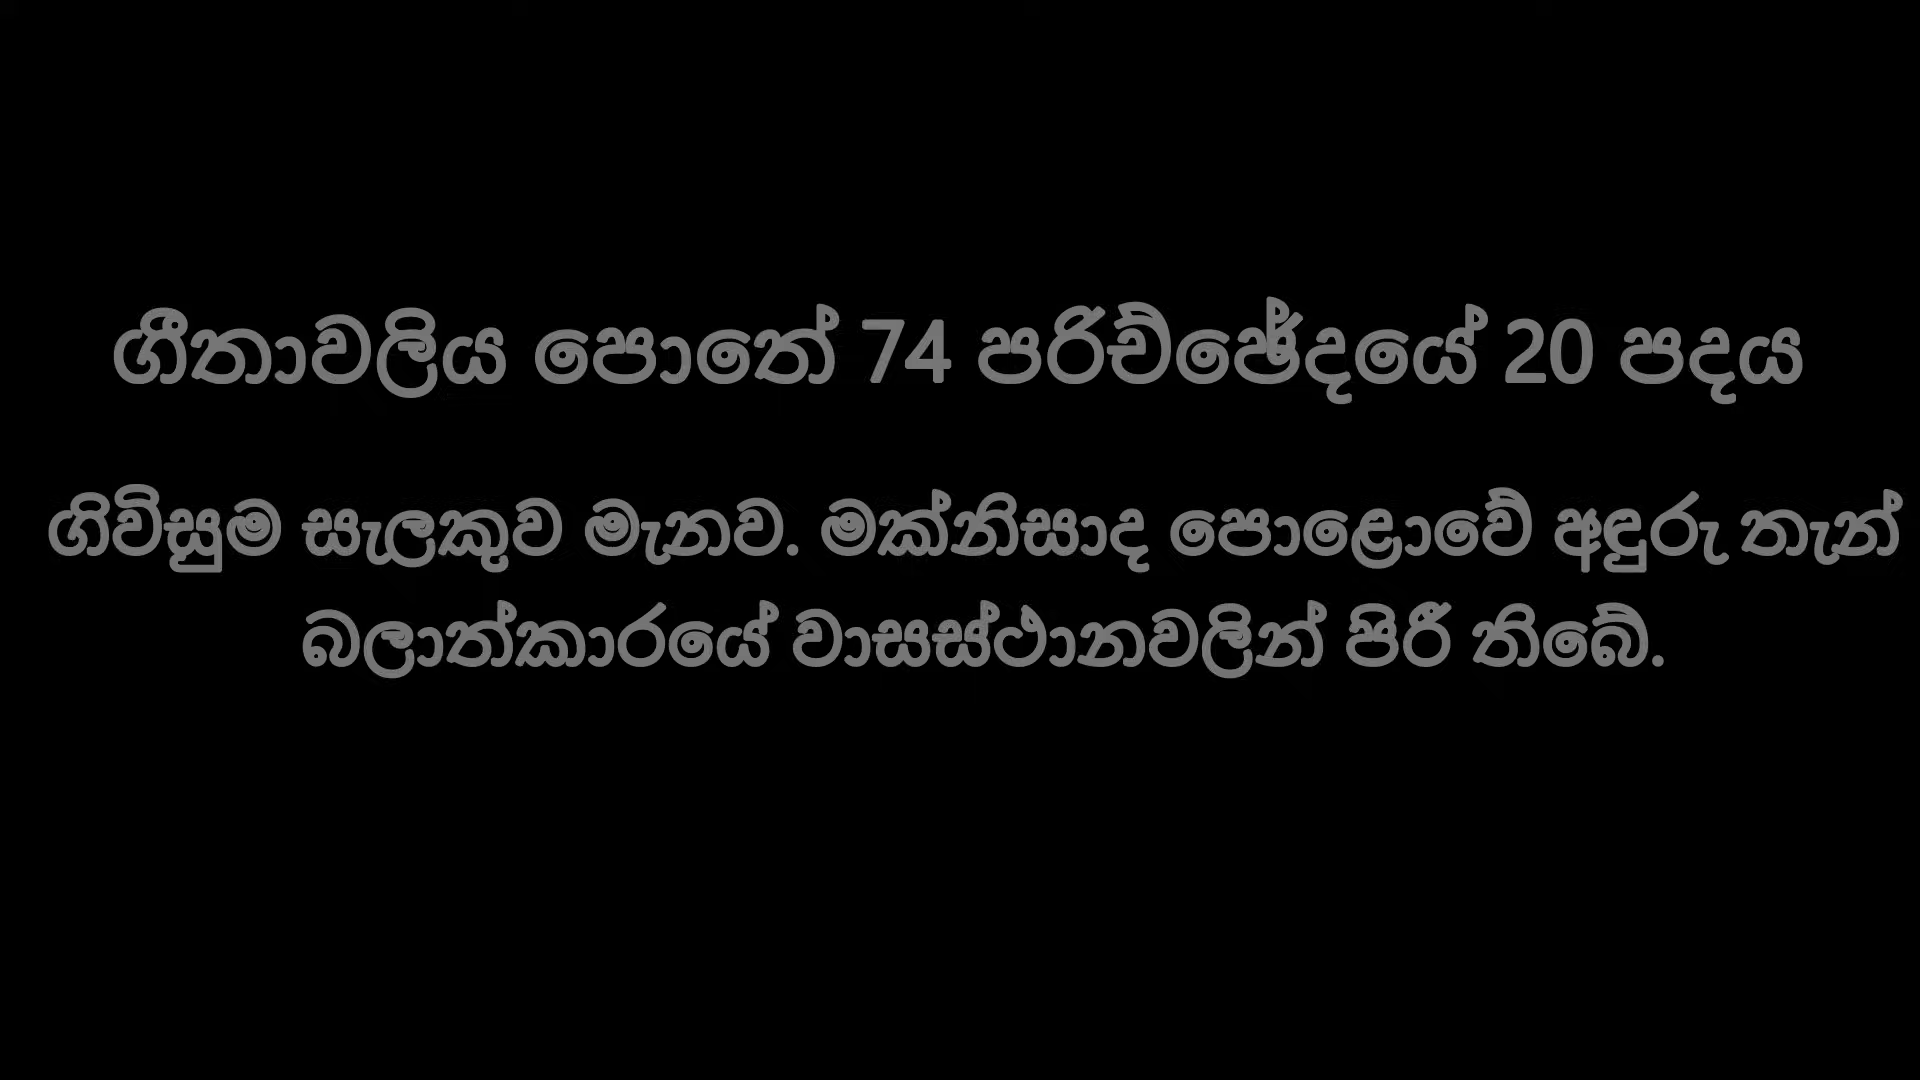 ගීතාවලිය පොතේ 74 පරිච්ඡේදයේ 20 පදය
ගිවිසුම සැලකුව මැනව. මක්නිසාද පොළොවේ අඳුරු තැන්
බලාත්කාරයේ වාසස්ථානවලින් පිරී තිබේ.